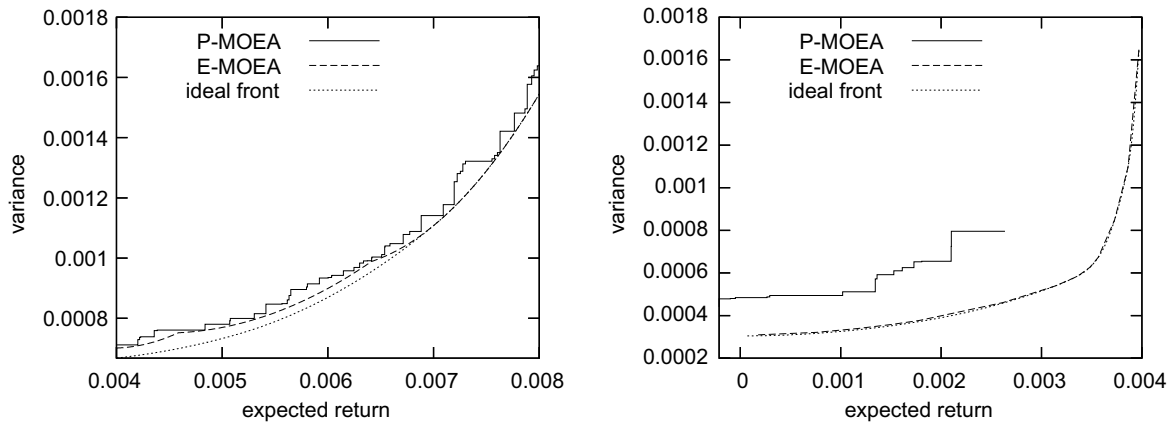 0.0018
P-MOEA
E-MOEA
ideal front
0.0016
0.0014
0.0012
0.001
0.0008
variance
0.004
0.005
0.006
0.007
0.008
expected return
0.0018
P-MOEA
E-MOEA
ideal front
0.0016
0.0014
0.0012
0.001
0.0008
0.0006
0.0004
0.0002
variance
0
0.001
0.002
0.003
0.004
expected return